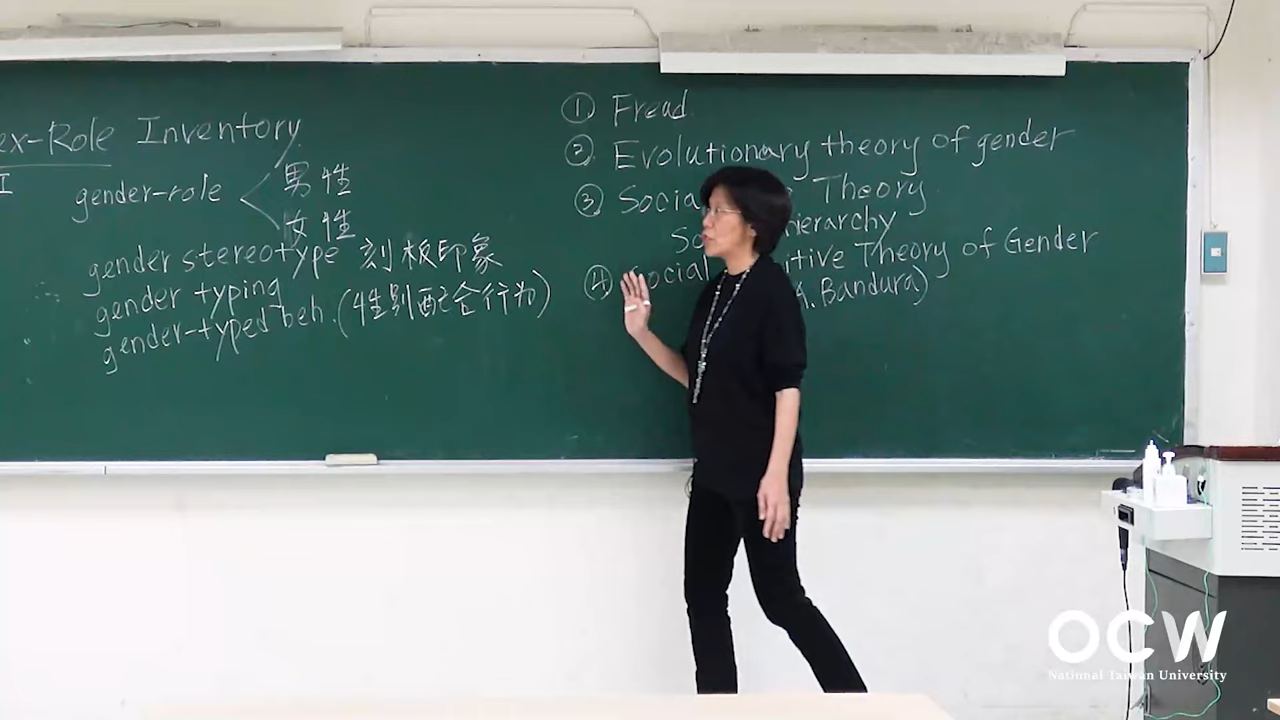 ex-Role Inventory
I
gender-role
男性
女性
gender stereotype 刻板印象
gender typing
gender-typed beh. (性別配合行为)
① Freud
② Evolutionary theory of gender
③ Socia Theory
So hierarchy
④ Social itive Theory of Gender
A. Bandura)
OCW
National Taiwan University